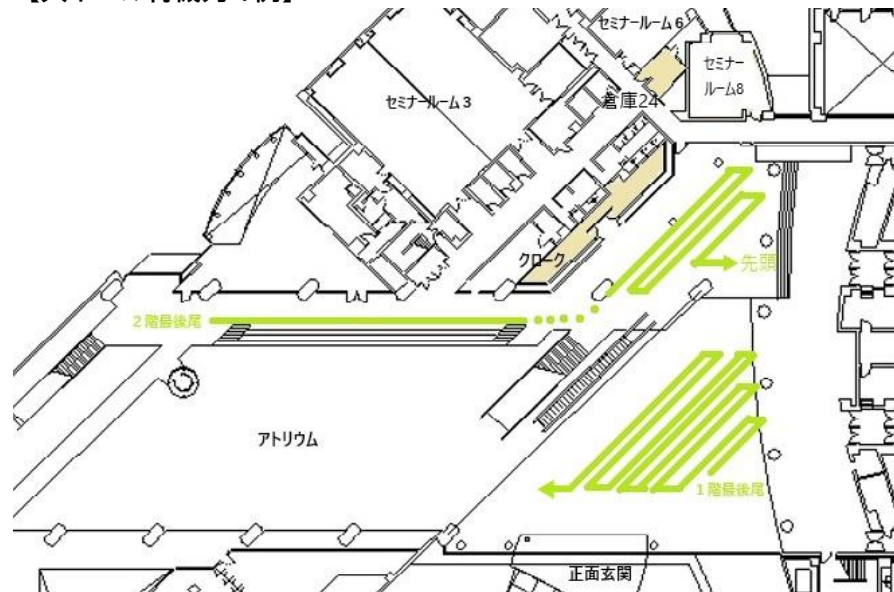 セミナールーム6
セミナー
ルーム8
セミナールーム3
倉庫24
クローク
先頭
2階最後尾
アトリウム
1階最後尾
正面玄関